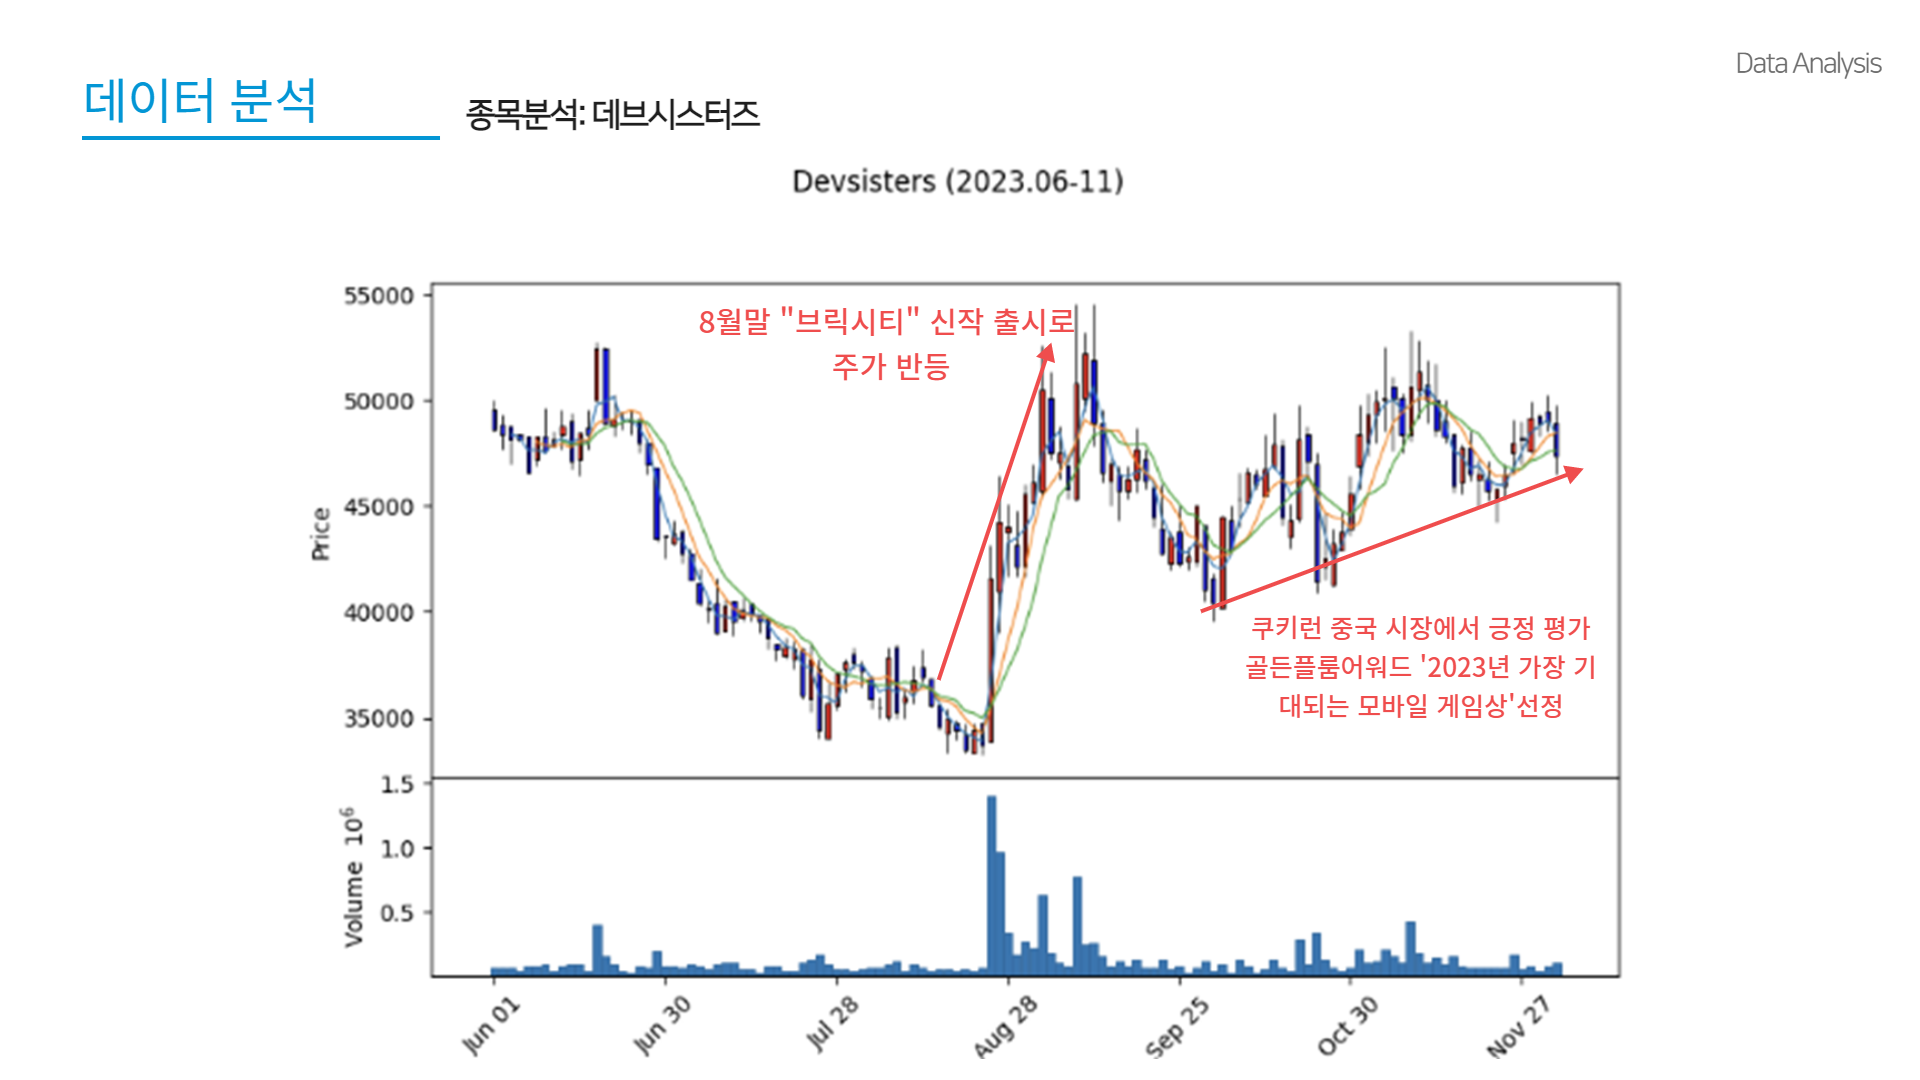 Data Analysis
데이터 분석
종목분석: 데브시스터즈
Devsisters (2023.06-11)
55000
50000
45000
40000
35000
Price
8월말 "브릭시티" 신작 출시로
주가 반등
쿠키런 중국 시장에서 긍정 평가
골든플룸어워드 '2023년 가장 기
대되는 모바일 게임상'선정
1.5
1.0
0.5
Volume 10⁶
Jun 01
Jun 30
Jul 28
Aug 28
Sep 25
Oct 30
Nov 27